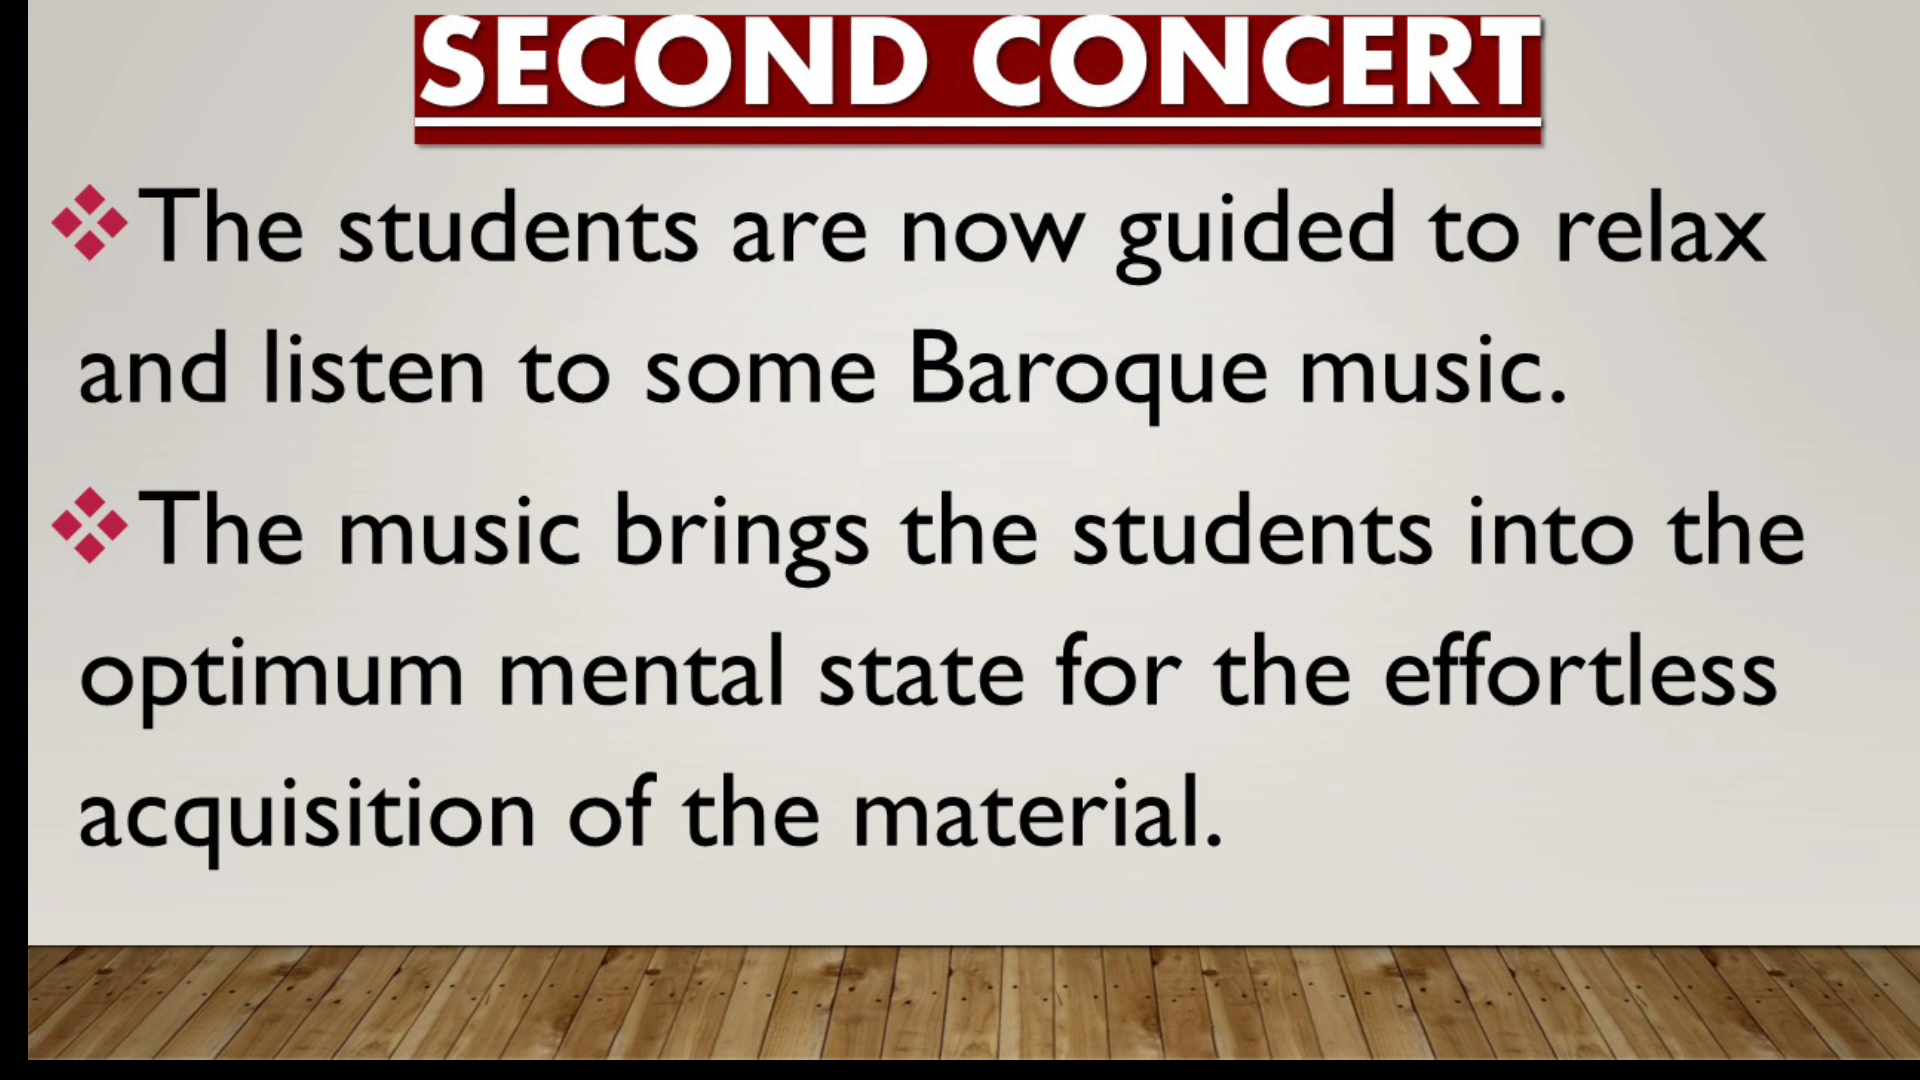 SECOND CONCERT
❖The students are now guided to relax
and listen to some Baroque music.
❖The music brings the students into the
optimum mental state for the effortless
acquisition of the material.